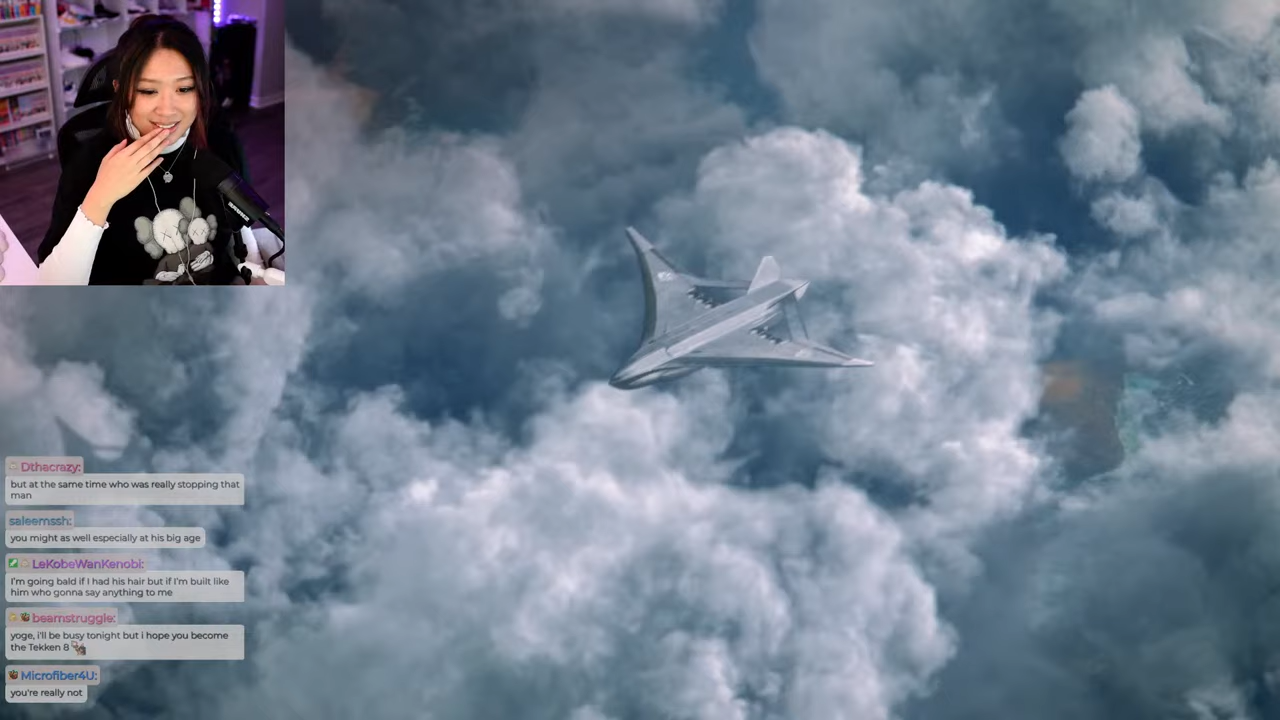 Dthacrazy:
but at the same time who was really stopping that
man
saleemssh:
you might as well especially at his big age
LeKobeWanKenobi:
I'm going bald if I had his hair but if I'm built like
him who gonna say anything to me
beamstruggle:
yoge, i'll be busy tonight but i hope you become
the Tekken 8
Microfiber4U:
you're really not